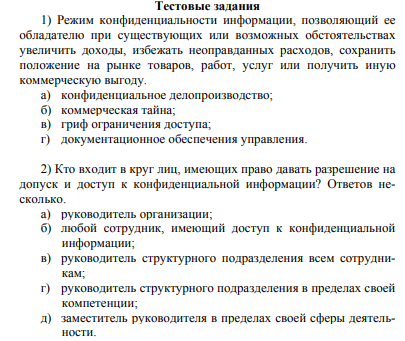 Тестовые задания
1) Режим конфиденциальности информации, позволяющий ее
обладателю при существующих или возможных обстоятельствах
увеличить доходы, избежать неоправданных расходов, сохранить
положение на рынке товаров, работ, услуг или получить иную
коммерческую выгоду.
а) конфиденциальное делопроизводство;
б) коммерческая тайна;
в) гриф ограничения доступа;
г) документационное обеспечения управления.
2) Кто входит в круг лиц, имеющих право давать разрешение на
допуск и доступ к конфиденциальной информации? Ответов не-
сколько.
а) руководитель организации;
б) любой сотрудник, имеющий доступ к конфиденциальной
информации;
в) руководитель структурного подразделения всем сотрудни-
кам;
г) руководитель структурного подразделения в пределах своей
компетенции;
д) заместитель руководителя в пределах своей сферы деятель-
ности.